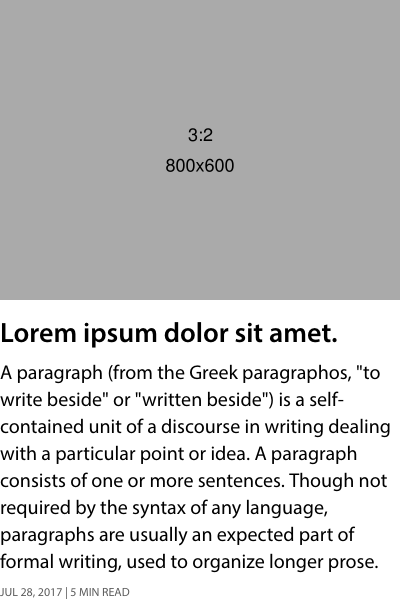 3:2
800x600
Lorem ipsum dolor sit amet.
A paragraph (from the Greek paragraphos, "to
write beside" or "written beside") is a self-
contained unit of a discourse in writing dealing
with a particular point or idea. A paragraph
consists of one or more sentences. Though not
required by the syntax of any language,
paragraphs are usually an expected part of
formal writing, used to organize longer prose.
JUL 28, 2017 | 5 MIN READ